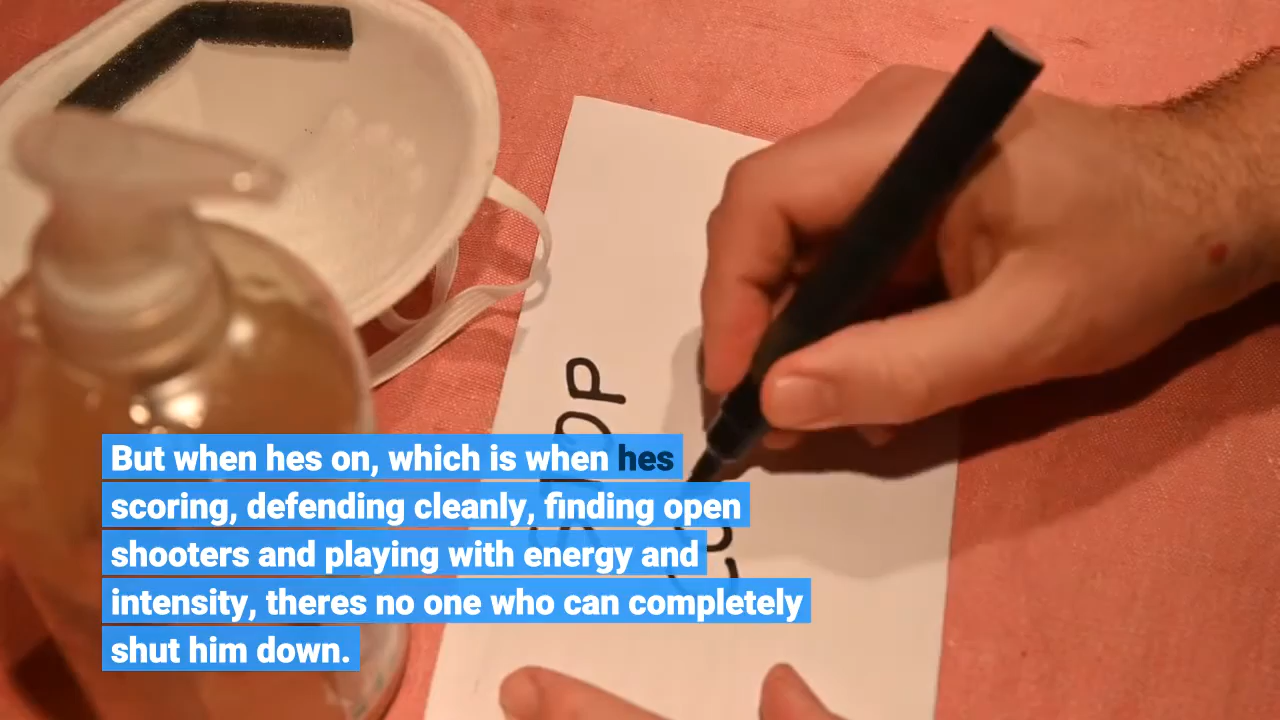 But when hes on, which is when hes
scoring, defending cleanly, finding open
shooters and playing with energy and
intensity, theres no one who can completely
shut him down.